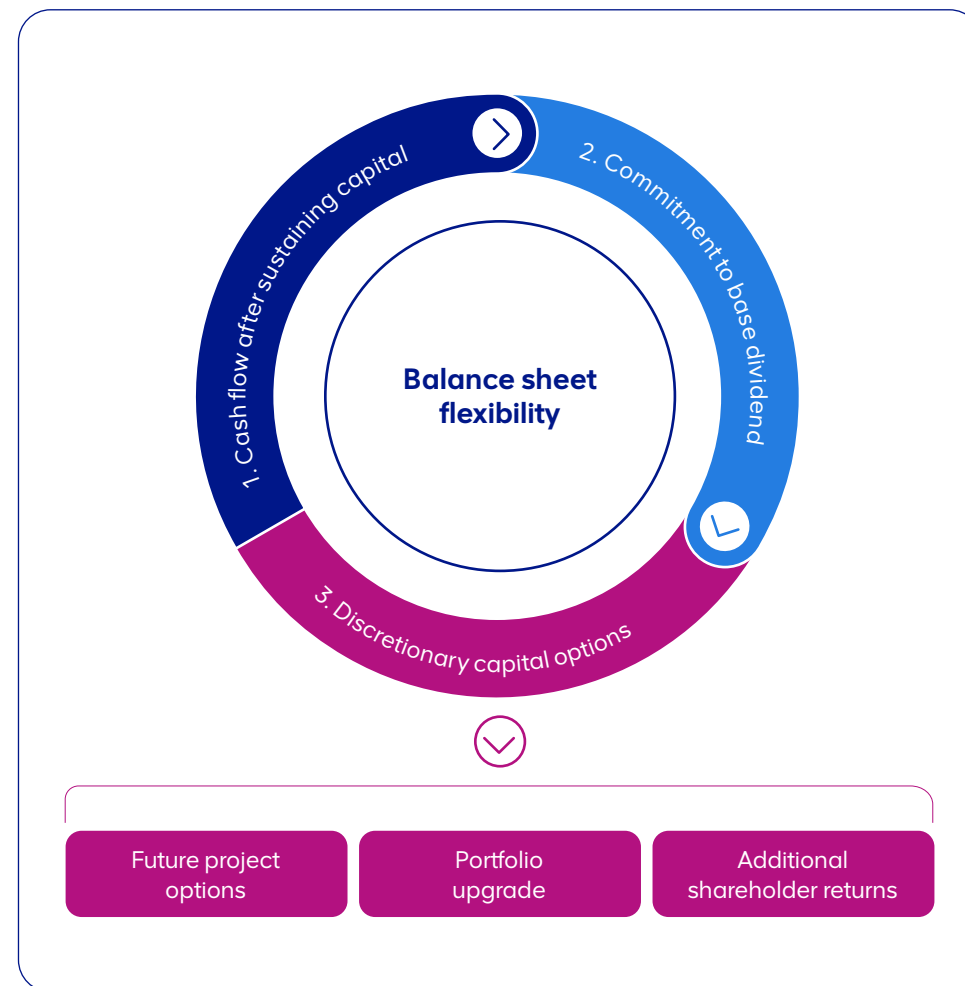 1. Cash flow after sustaining capital
2. Commitment to base dividend
Balance sheet
flexibility
3. Discretionary capital options
Future project
options
Portfolio
upgrade
Additional
shareholder returns